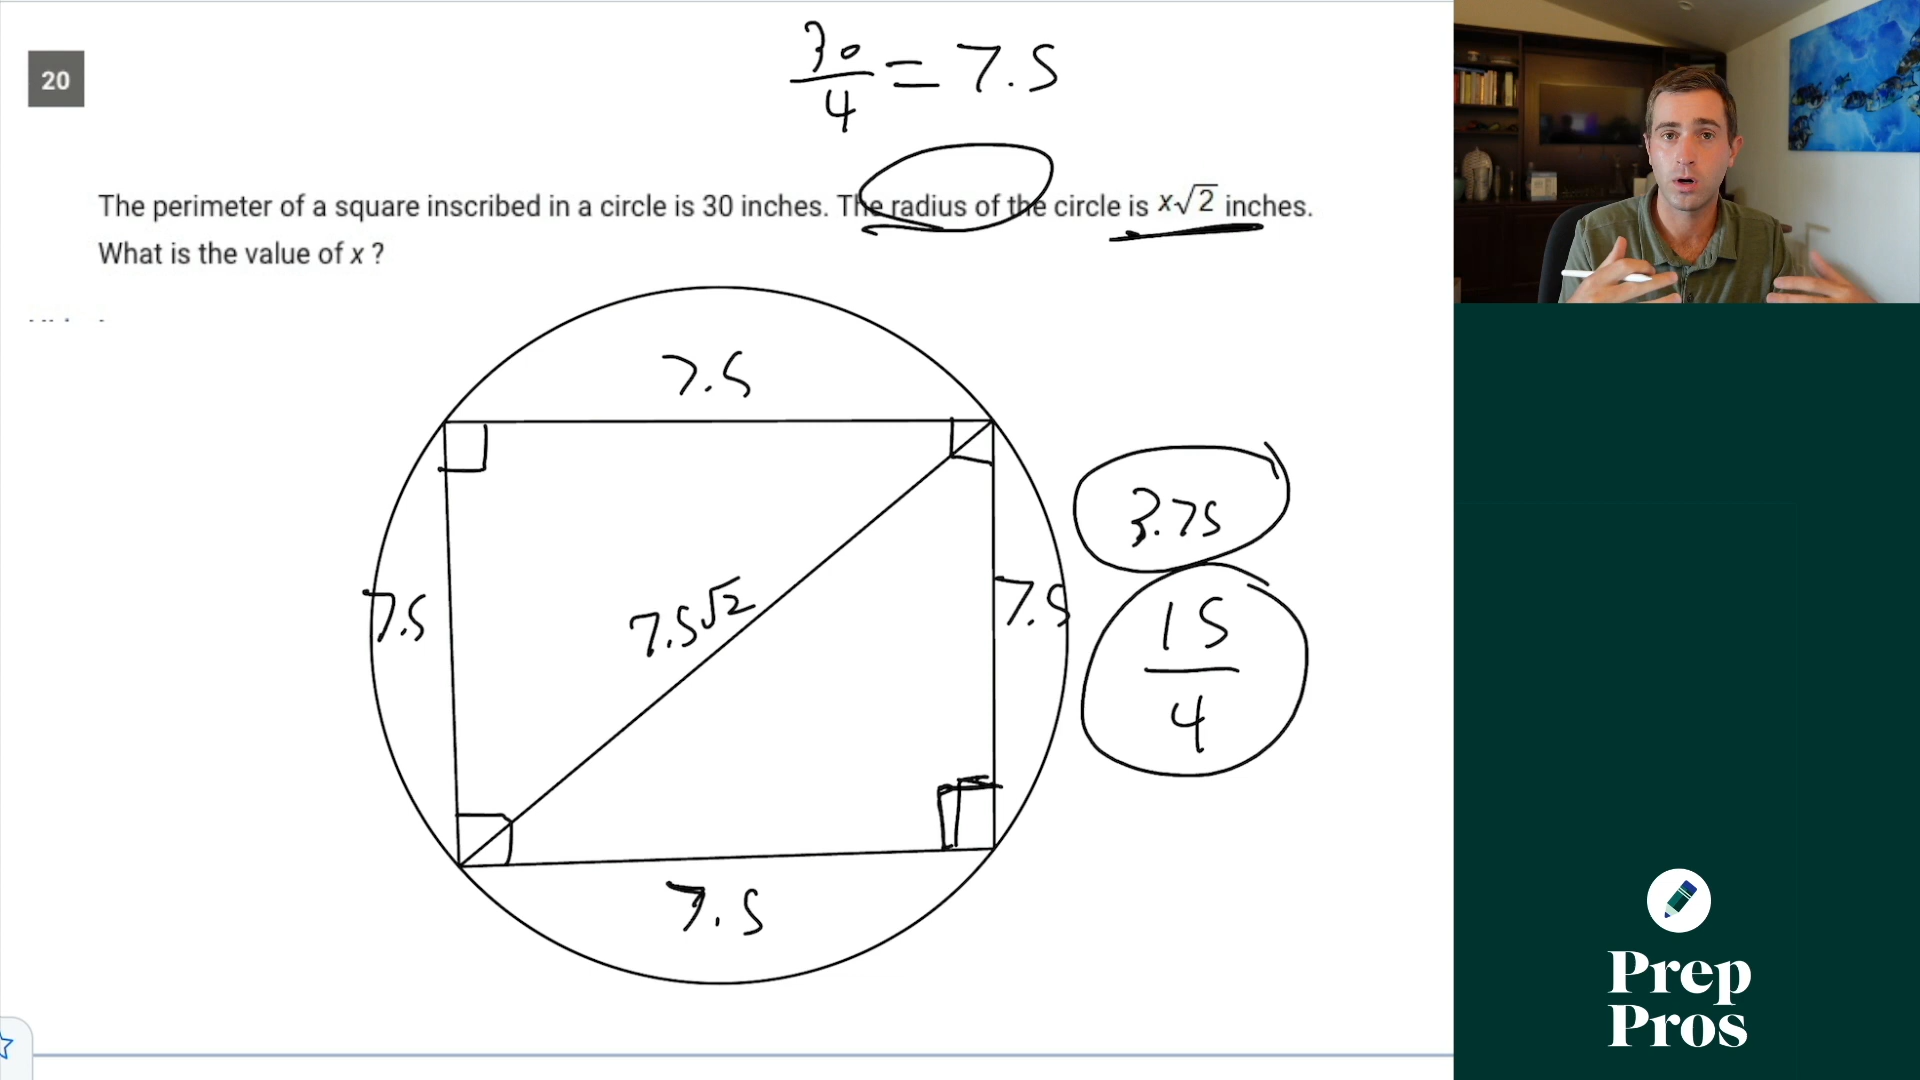 20
30/4 = 7.5
The perimeter of a square inscribed in a circle is 30 inches. The radius of the circle is x√2 inches.
What is the value of x ?
7.5
3.75
7.5
7.5√2
7.5
15/4
7.5
Prep
Pros